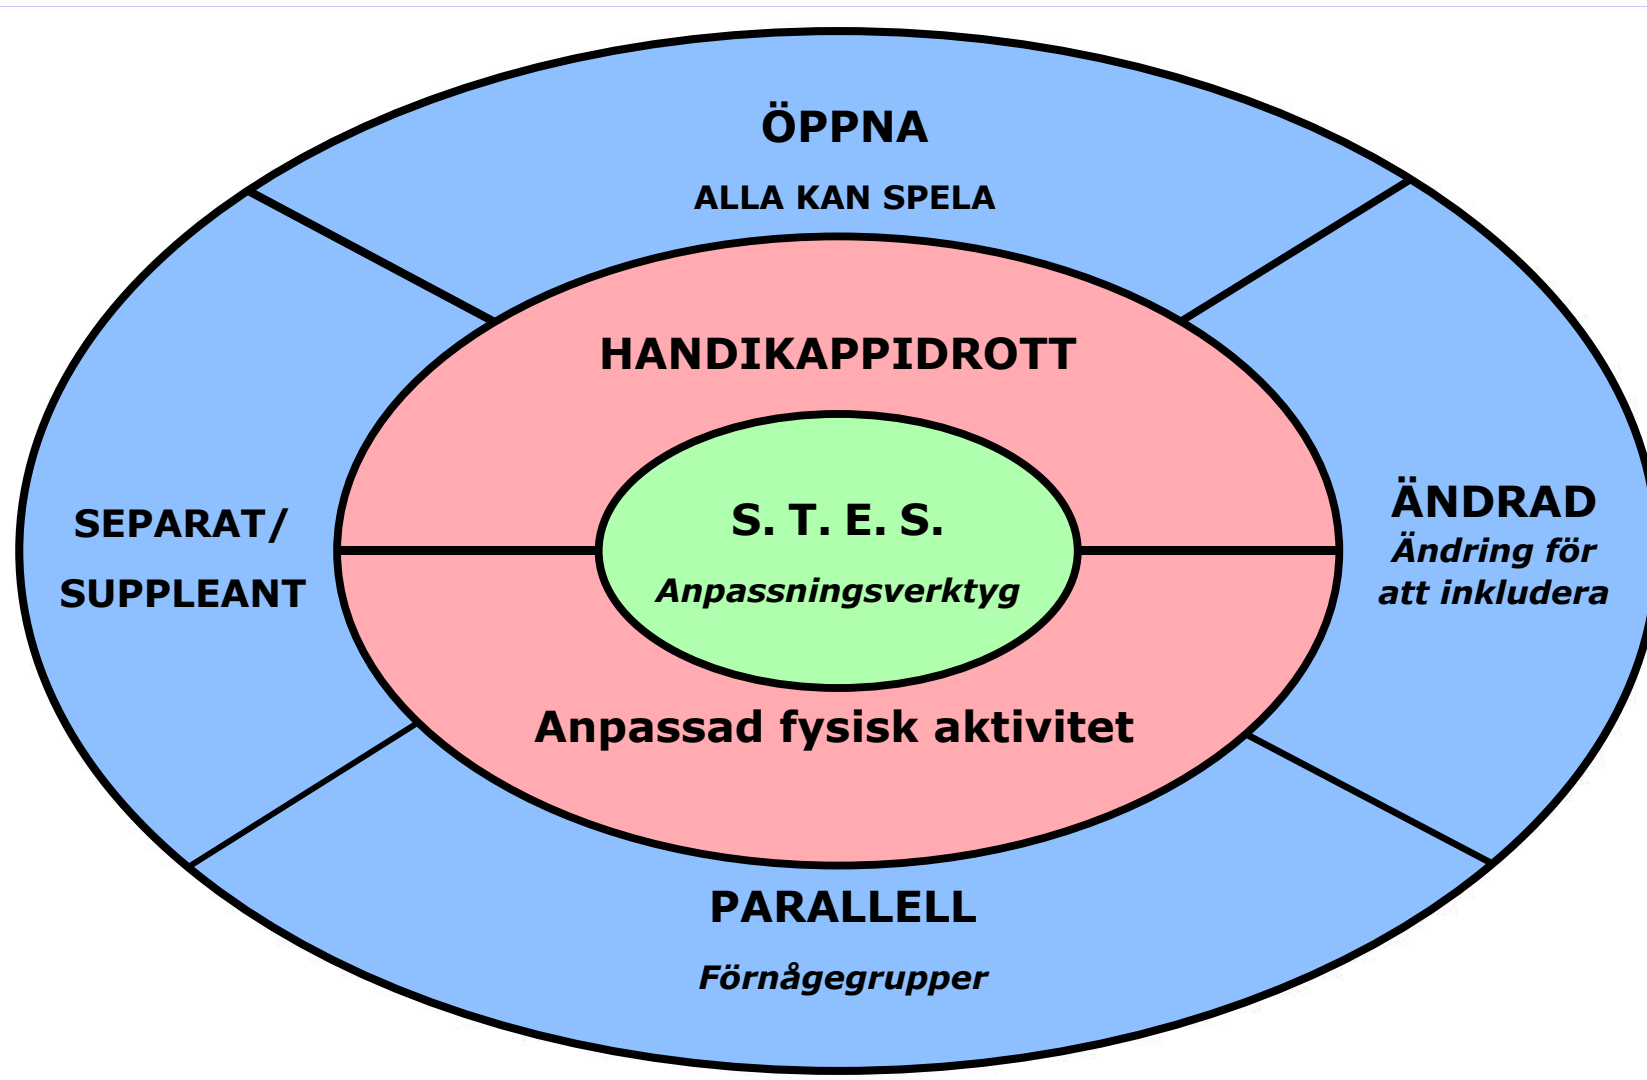 ÖPPNA
ALLA KAN SPELA
HANDIKAPPIDROTT
S. T. E. S.
Anpassningsverktyg
SEPARAT/
SUPPLEANT
ÄNDRAD
Ändring för
att inkludera
Anpassad fysisk aktivitet
PARALLELL
Förnågegrupper